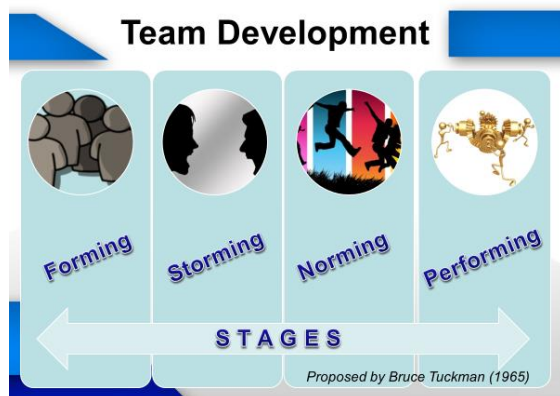 Team Development
Forming
Storming
Norming
Performing
STAGES
Proposed by Bruce Tuckman (1965)